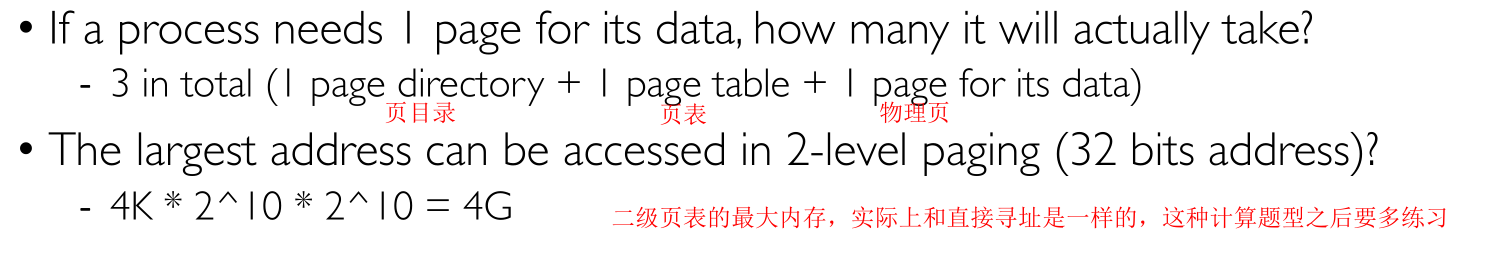 • If a process needs 1 page for its data, how many it will actually take?
- 3 in total (1 page directory + 1 page table + 1 page for its data)
页目录 页表 物理页
• The largest address can be accessed in 2-level paging (32 bits address)?
- 4K * 2^10 * 2^10 = 4G
二级页表的最大内存，实际上和直接寻址是一样的，这种计算题型之后要多练习